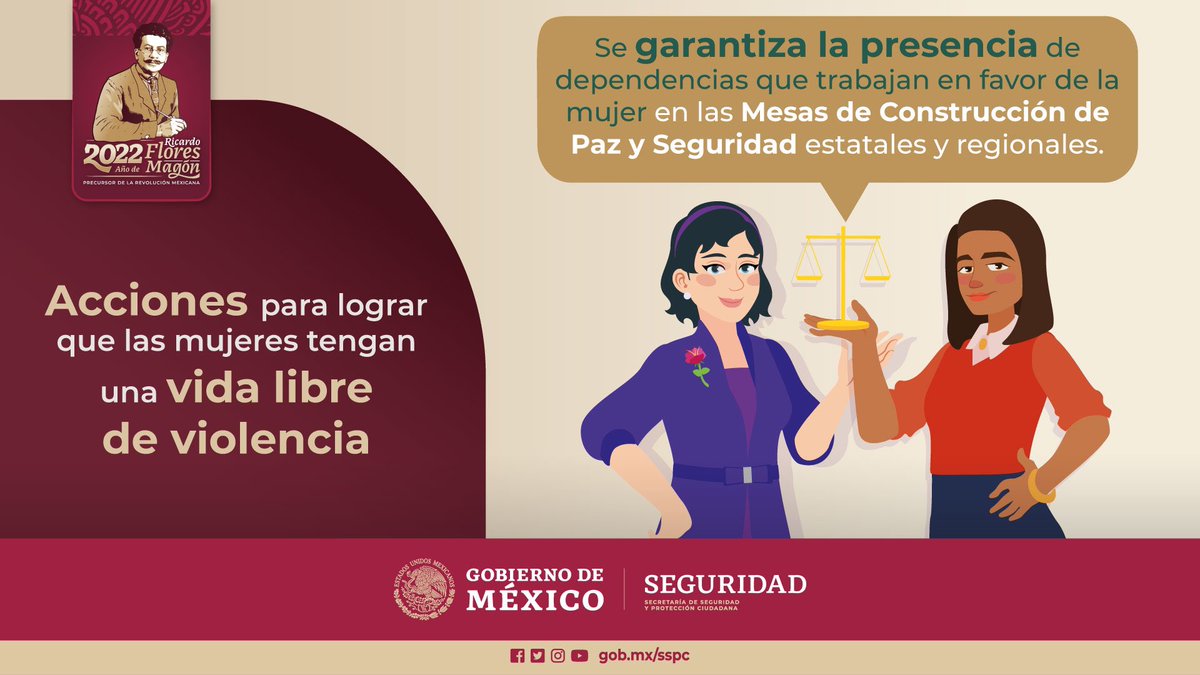 2022
Año de
Ricardo
Flores
Magón
PRECURSOR DE LA REVOLUCIÓN MEXICANA
Se garantiza la presencia de
dependencias que trabajan en favor de la
mujer en las Mesas de Construcción de
Paz y Seguridad estatales y regionales.
Acciones para lograr
que las mujeres tengan
una vida libre
de violencia
ESTADOS UNIDOS MEXICANOS
GOBIERNO DE
MÉXICO
SEGURIDAD
SECRETARÍA DE SEGURIDAD
Y PROTECCIÓN CIUDADANA
gob.mx/sspc